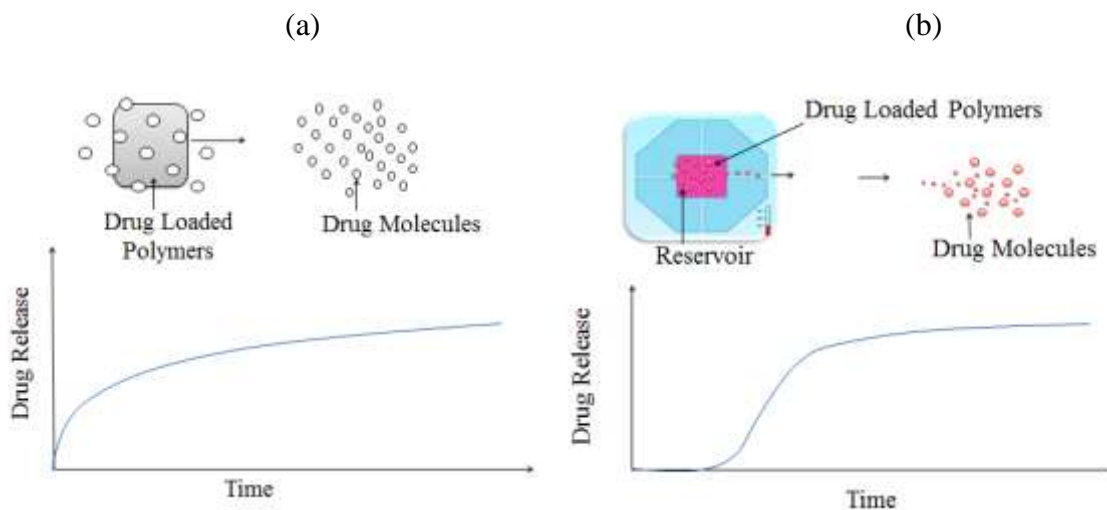 (a)
(b)
Drug Loaded
Polymers
Drug Molecules
Drug Release
Time
Drug Loaded Polymers
Reservoir
Drug Molecules
Drug Release
Time